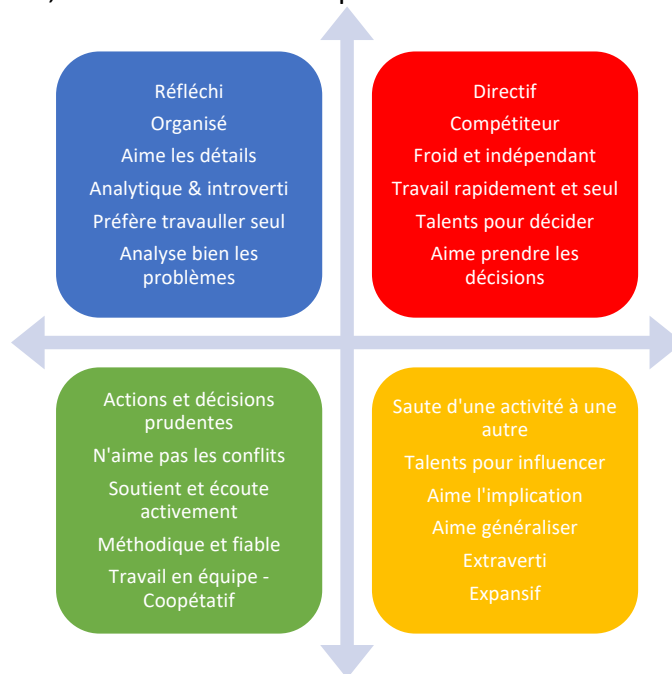 Réfléchi
Organisé
Aime les détails
Analytique & introverti
Préfère travauller seul
Analyse bien les
problèmes
Directif
Compétiteur
Froid et indépendant
Travail rapidement et seul
Talents pour décider
Aime prendre les
décisions
Actions et décisions
prudentes
N'aime pas les conflits
Soutient et écoute
activement
Méthodique et fiable
Travail en équipe -
Coopétatif
Saute d'une activité à une
autre
Talents pour influencer
Aime l'implication
Aime généraliser
Extraverti
Expansif